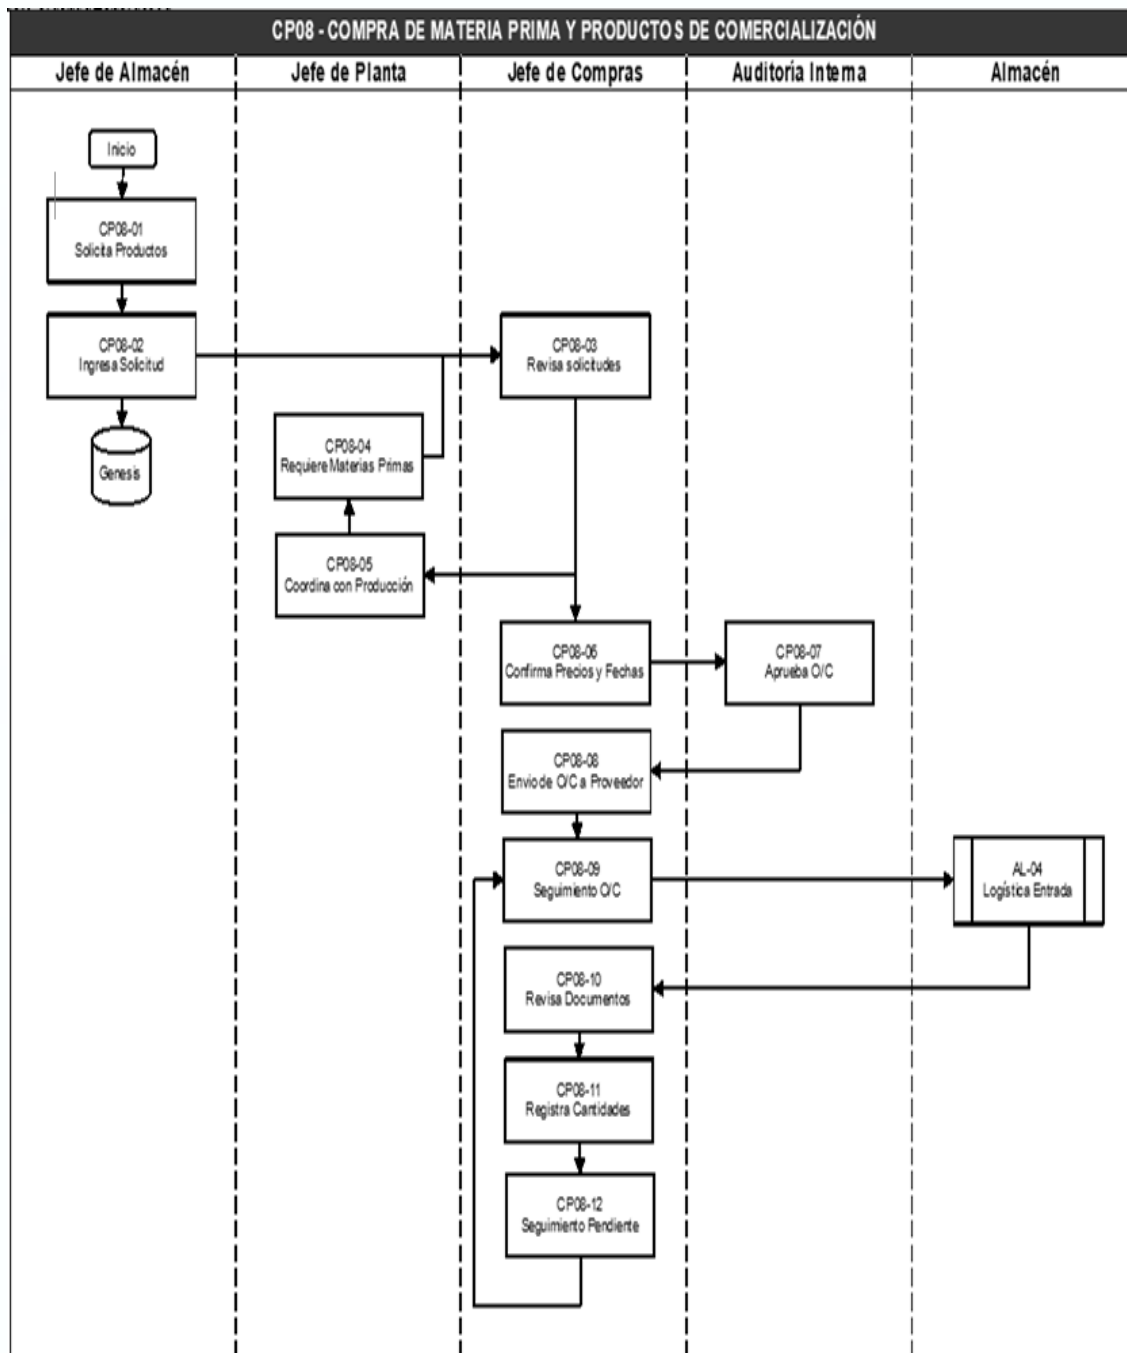 CP08 - COMPRA DE MATERIA PRIMA Y PRODUCTOS DE COMERCIALIZACIÓN
Jefe de Almacén
Jefe de Planta
Jefe de Compras
Auditoría Interna
Almacén
Inicio
CP08-01
Solicita Productos
CP08-02
Ingresa Solicitud
CP08-03
Revisa solicitudes
Genesis
CP08-04
Requiere Materias Primas
CP08-05
Coordina con Producción
CP08-06
Confirma Precios y Fechas
CP08-07
Aprueba O/C
CP08-08
Envio de O/C a Proveedor
CP08-09
Seguimiento O/C
AL-04
Logística Entrada
CP08-10
Revisa Documentos
CP08-11
Registra Cantidades
CP08-12
Seguimiento Pendiente